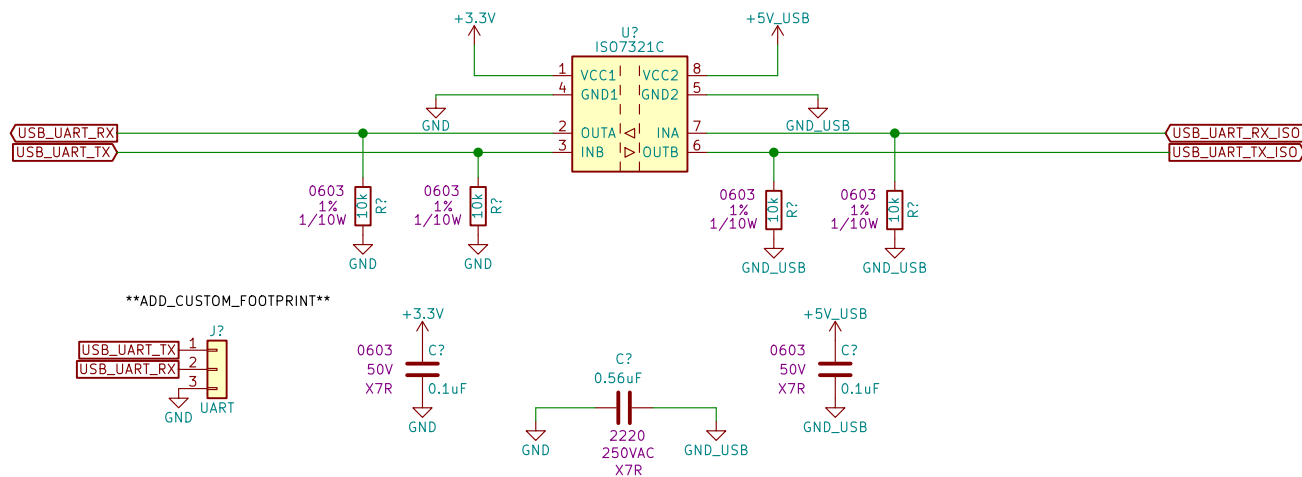 +3.3V
+5V_USB
U?
ISO7321C
1 VCC1 VCC2 8
4 GND1 GND2 5
GND
GND_USB
USB_UART_RX 2 OUTA INA 7 USB_UART_RX_ISO
USB_UART_TX 3 INB OUTB 6 USB_UART_TX_ISO
0603
1%
1/10W
10k
R?
GND
0603
1%
1/10W
10k
R?
GND
0603
1%
1/10W
10k
R?
GND_USB
0603
1%
1/10W
10k
R?
GND_USB
**ADD_CUSTOM_FOOTPRINT**
J?
USB_UART_TX 1
USB_UART_RX 2
3
GND
UART
+3.3V
0603
50V
X7R
C?
0.1uF
GND
C?
0.56uF
GND
GND_USB
2220
250VAC
X7R
+5V_USB
0603
50V
X7R
C?
0.1uF
GND_USB